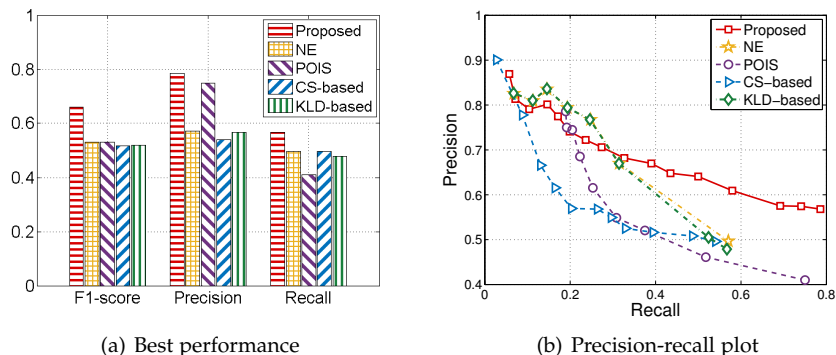 1
0.8
0.6
0.4
0.2
0
F1-score Precision Recall
Proposed
NE
POIS
CS-based
KLD-based
(a) Best performance
Precision
1
0.9
0.8
0.7
0.6
0.5
0.4
0 0.2 0.4 0.6 0.8
Recall
Proposed
NE
POIS
CS-based
KLD-based
(b) Precision-recall plot